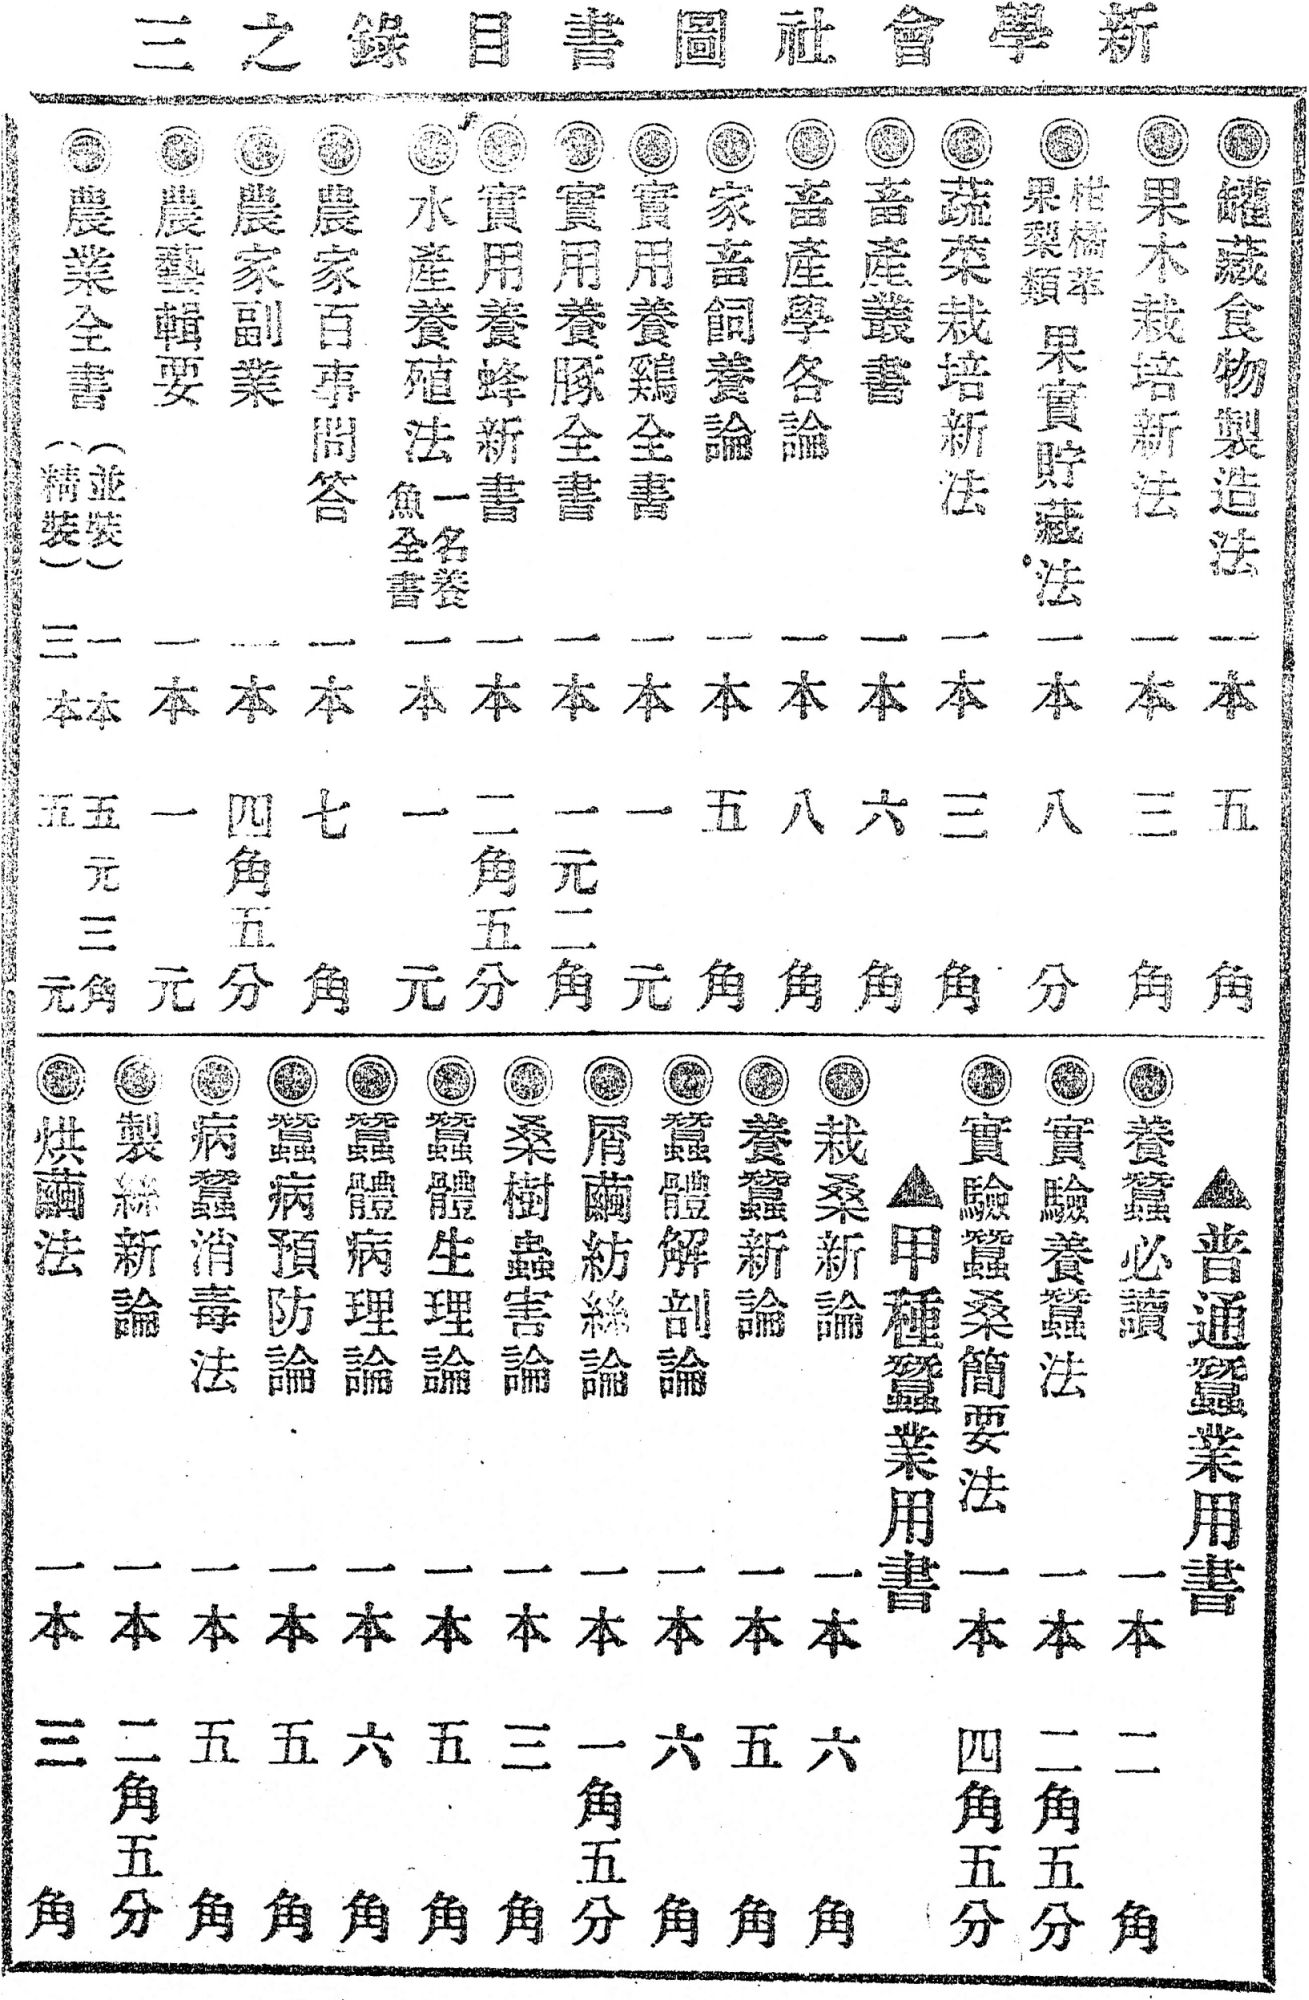 新學會社圖書目錄之三
◉罐藏食物製造法 一本 五角
◉果木栽培新法 一本 三角
◉柑橘苹果梨類 果實貯藏法 一本 八分
◉蔬菜栽培新法 一本 三角
◉畜產叢書 一本 六角
◉畜產學各論 一本 八角
◉家畜飼養論 一本 五角
◉實用養鷄全書 一本 一元
◉實用養豚全書 一本 一元二角
◉實用養蜂新書 一本 二角五分
◉水產養殖法 一名養魚全書 一本 一元
◉農家百事問答 一本 七角
◉農家副業 一本 四角五分
◉農藝輯要 一本 一元
◉農業全書 (並裝) 一本 五元三角
(精裝) 三本 五元
▲普通蠶業用書
◉養蠶必讀 一本 二角
◉實驗養蠶法 一本 二角五分
◉實驗蠶桑簡要法 一本 四角五分
▲甲種蠶業用書
◉栽桑新論 一本 六角
◉養蠶新論 一本 五角
◉蠶體解剖論 一本 六角
◉屑繭紡絲論 一本 一角五分
◉桑樹蟲害論 一本 三角
◉蠶體生理論 一本 五角
◉蠶體病理論 一本 六角
◉蠶病預防論 一本 五角
◉病蠶消毒法 一本 五角
◉製絲新論 一本 二角五分
◉烘繭法 一本 三角